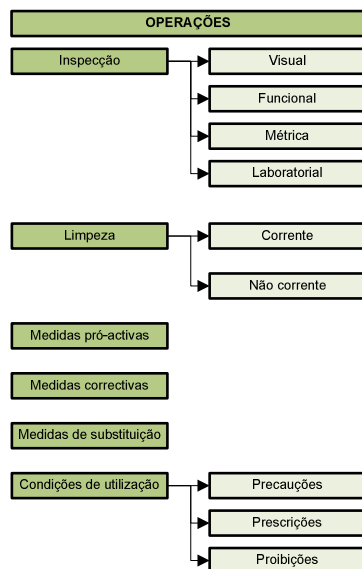 OPERAÇÕES
Inspecção
Visual
Funcional
Métrica
Laboratorial
Limpeza
Corrente
Não corrente
Medidas pró-activas
Medidas correctivas
Medidas de substituição
Condições de utilização
Precauções
Prescrições
Proibições